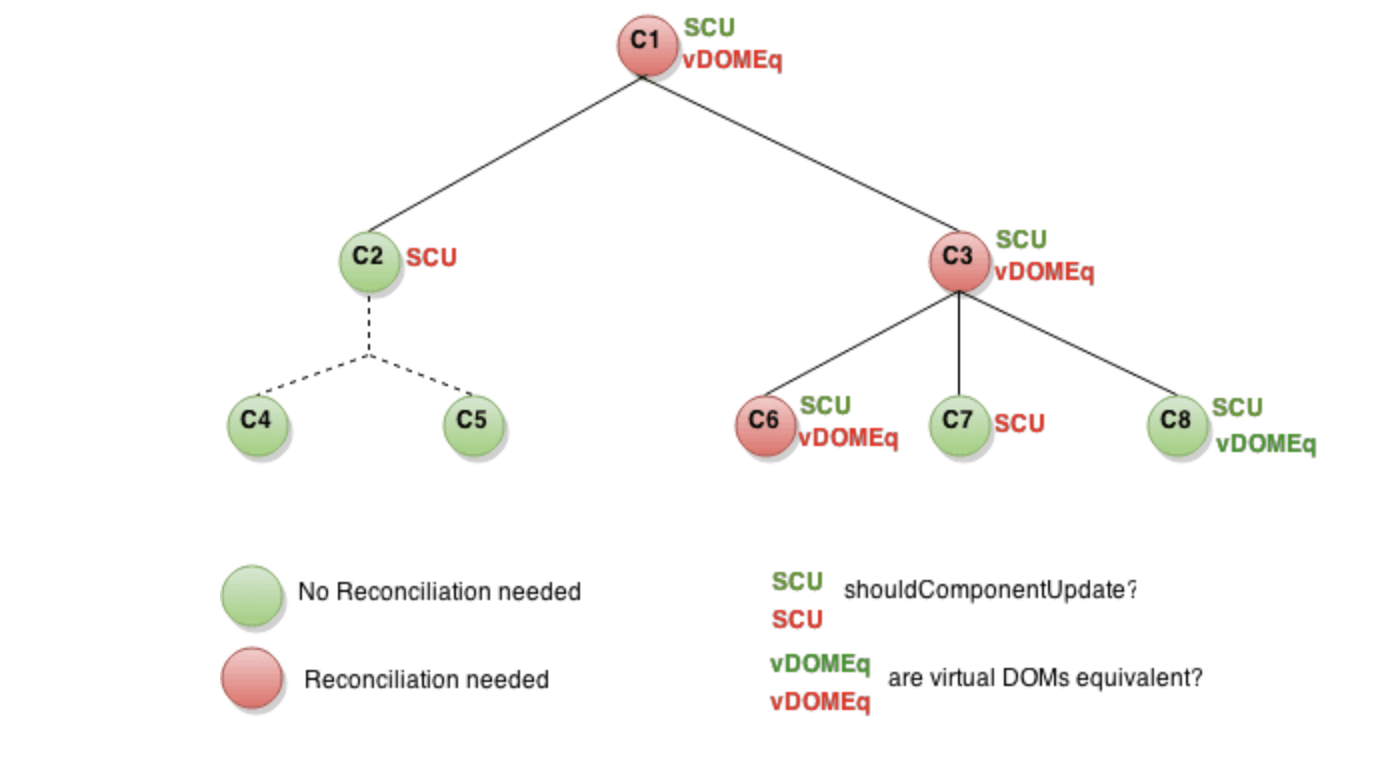 C1 SCU
vDOMEq
C2 SCU
C3 SCU
vDOMEq
C4
C5
C6 SCU
vDOMEq
C7 SCU
C8 SCU
vDOMEq
No Reconciliation needed
Reconciliation needed
SCU shouldComponentUpdate?
SCU
vDOMEq are virtual DOMs equivalent?
vDOMEq